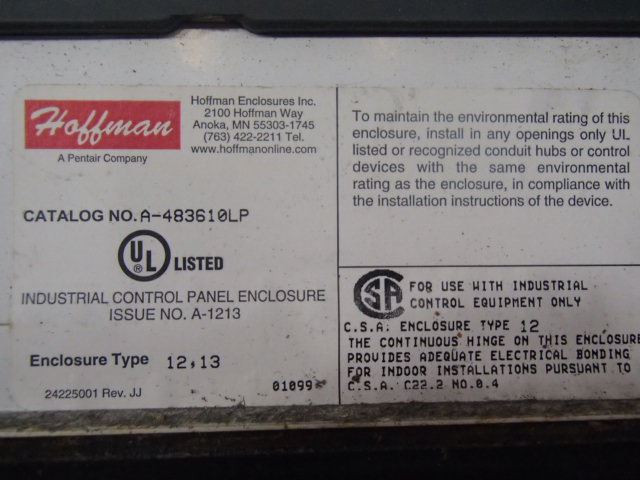 Hoffman
A Pentair Company
Hoffman Enclosures Inc.
2100 Hoffman Way
Anoka, MN 55303-1745
(763) 422-2211 Tel.
www.hoffmanonline.com
CATALOG NO. A-483610LP
UL ® LISTED
INDUSTRIAL CONTROL PANEL ENCLOSURE
ISSUE NO. A-1213
Enclosure Type 12,13
24225001 Rev. JJ
01099
To maintain the environmental rating of this
enclosure, install in any openings only UL
listed or recognized conduit hubs or control
devices with the same environmental
rating as the enclosure, in compliance with
the installation instructions of the device.
CSA
FOR USE WITH INDUSTRIAL
CONTROL EQUIPMENT ONLY
C.S.A. ENCLOSURE TYPE 12
THE CONTINUOUS HINGE ON THIS ENCLOSURE
PROVIDES ADEQUATE ELECTRICAL BONDING
FOR INDOOR INSTALLATIONS PURSUANT TO
C.S.A. C22.2 NO.0.4